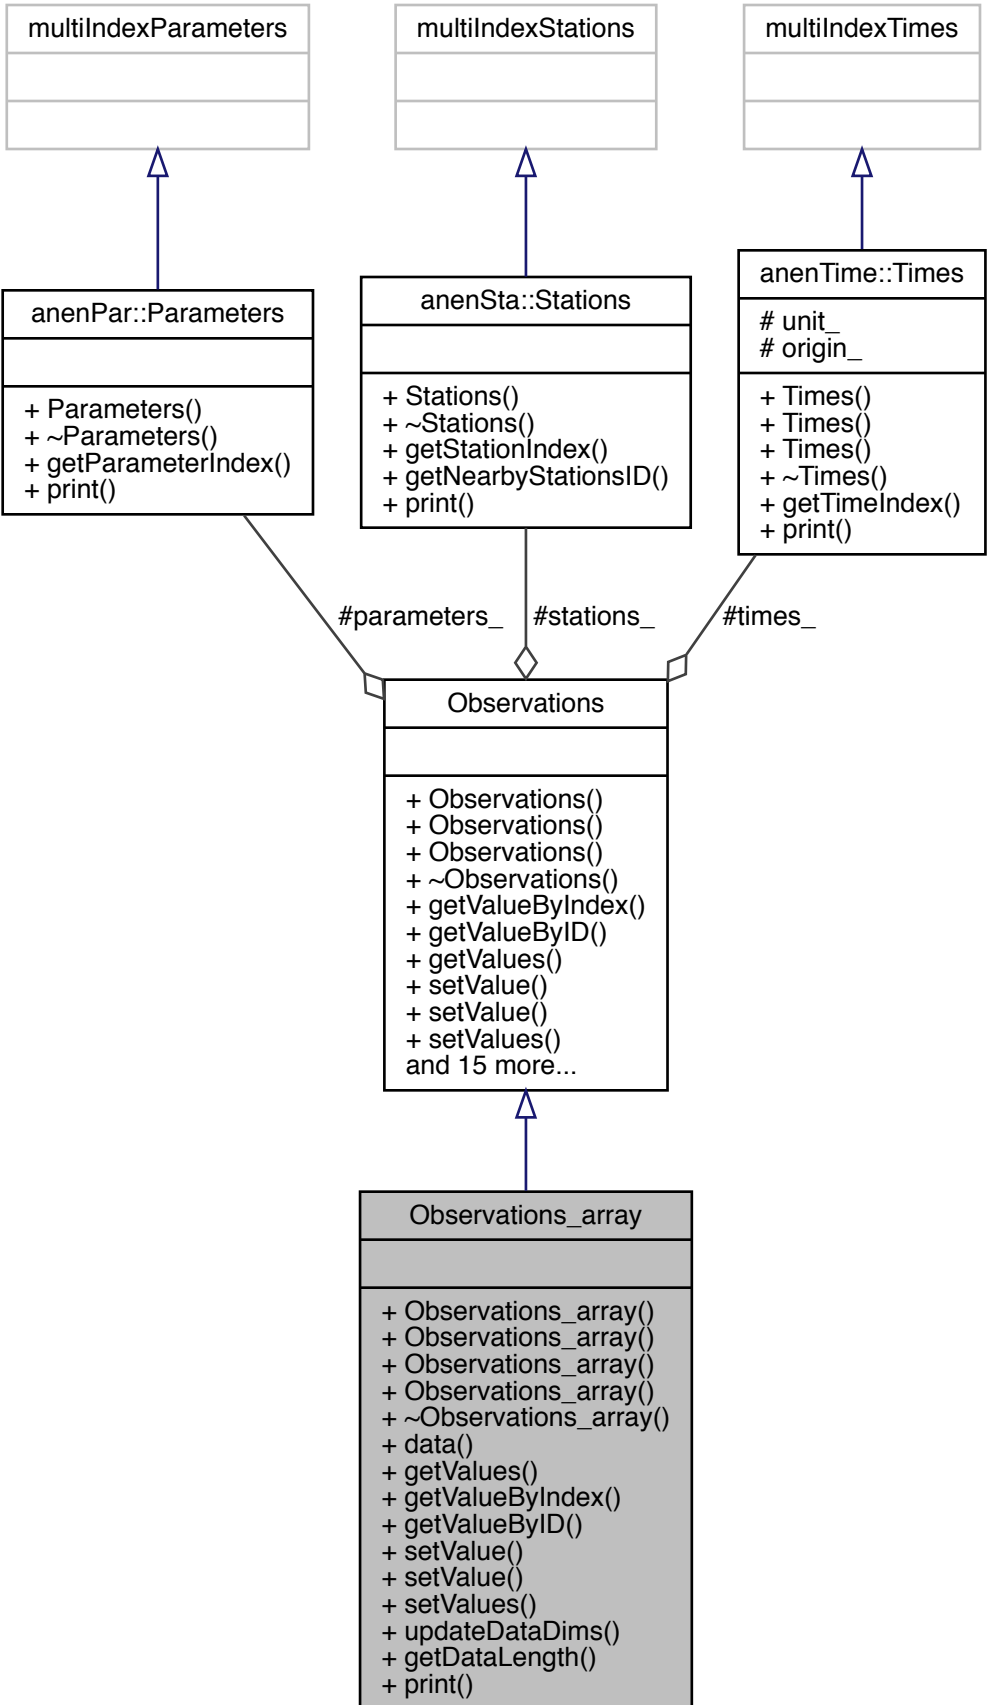 multiIndexParameters
multiIndexStations
multiIndexTimes
anenPar::Parameters
+ Parameters()
+ ~Parameters()
+ getParameterIndex()
+ print()
anenSta::Stations
+ Stations()
+ ~Stations()
+ getStationIndex()
+ getNearbyStationsID()
+ print()
anenTime::Times
# unit_
# origin_
+ Times()
+ Times()
+ Times()
+ ~Times()
+ getTimeIndex()
+ print()
#parameters_
#stations_
#times_
Observations
+ Observations()
+ Observations()
+ Observations()
+ ~Observations()
+ getValueByIndex()
+ getValueByID()
+ getValues()
+ setValue()
+ setValue()
+ setValues()
and 15 more...
Observations_array
+ Observations_array()
+ Observations_array()
+ Observations_array()
+ Observations_array()
+ ~Observations_array()
+ data()
+ getValues()
+ getValueByIndex()
+ getValueByID()
+ setValue()
+ setValue()
+ setValues()
+ updateDataDims()
+ getDataLength()
+ print()